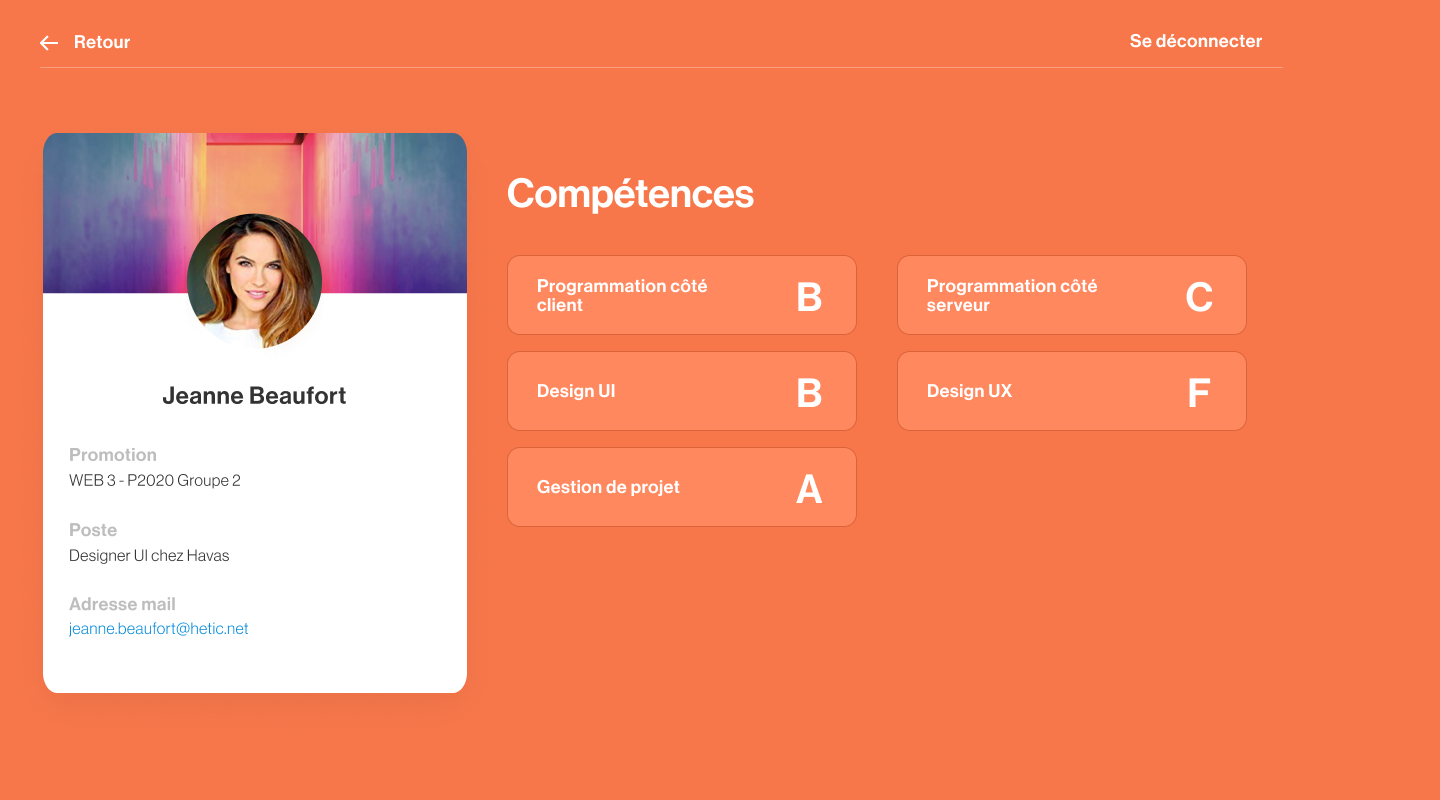 Retour
Se déconnecter
Jeanne Beaufort
Promotion
WEB 3 - P2020 Groupe 2
Poste
Designer UI chez Havas
Adresse mail
jeanne.beaufort@hetic.net
Compétences
Programmation côté
client
B
Programmation côté
serveur
C
Design UI
B
Design UX
F
Gestion de projet
A